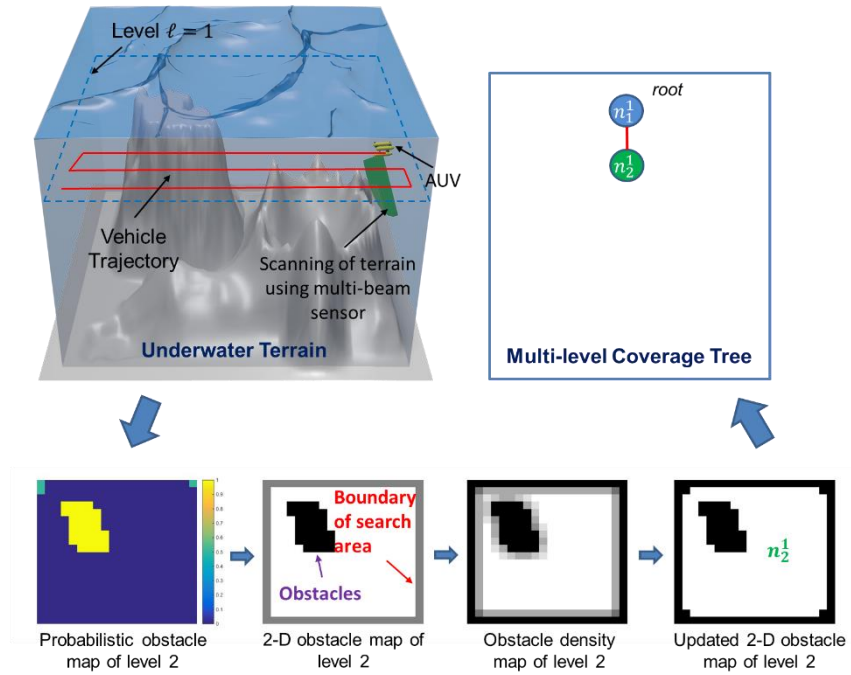 Level ℓ = 1
AUV
Vehicle
Trajectory
Scanning of terrain
using multi-beam
sensor
Underwater Terrain
root
n₁¹
n₂¹
Multi-level Coverage Tree
1
0.9
0.8
0.7
0.6
0.5
0.4
0.3
0.2
0.1
0
Probabilistic obstacle
map of level 2
Boundary
of search
area
Obstacles
2-D obstacle map of
level 2
Obstacle density
map of level 2
n₂¹
Updated 2-D obstacle
map of level 2